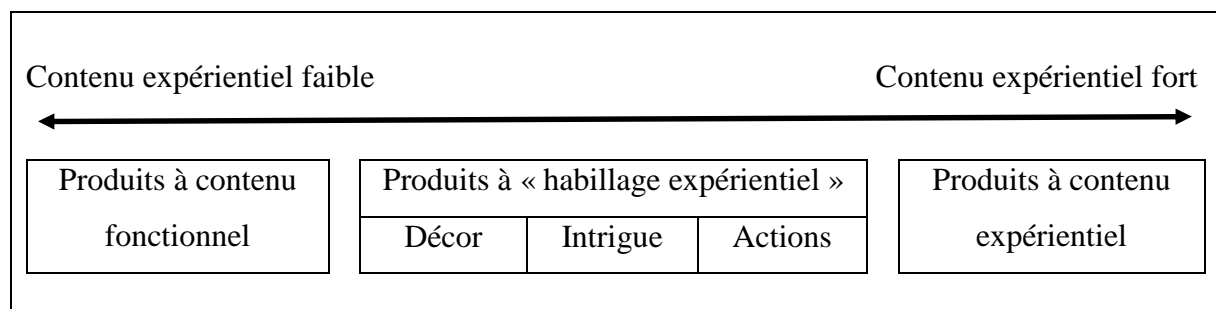 Contenu expérientiel faible
Contenu expérientiel fort
Produits à contenu
fonctionnel
Produits à « habillage expérientiel »
Décor
Intrigue
Actions
Produits à contenu
expérientiel